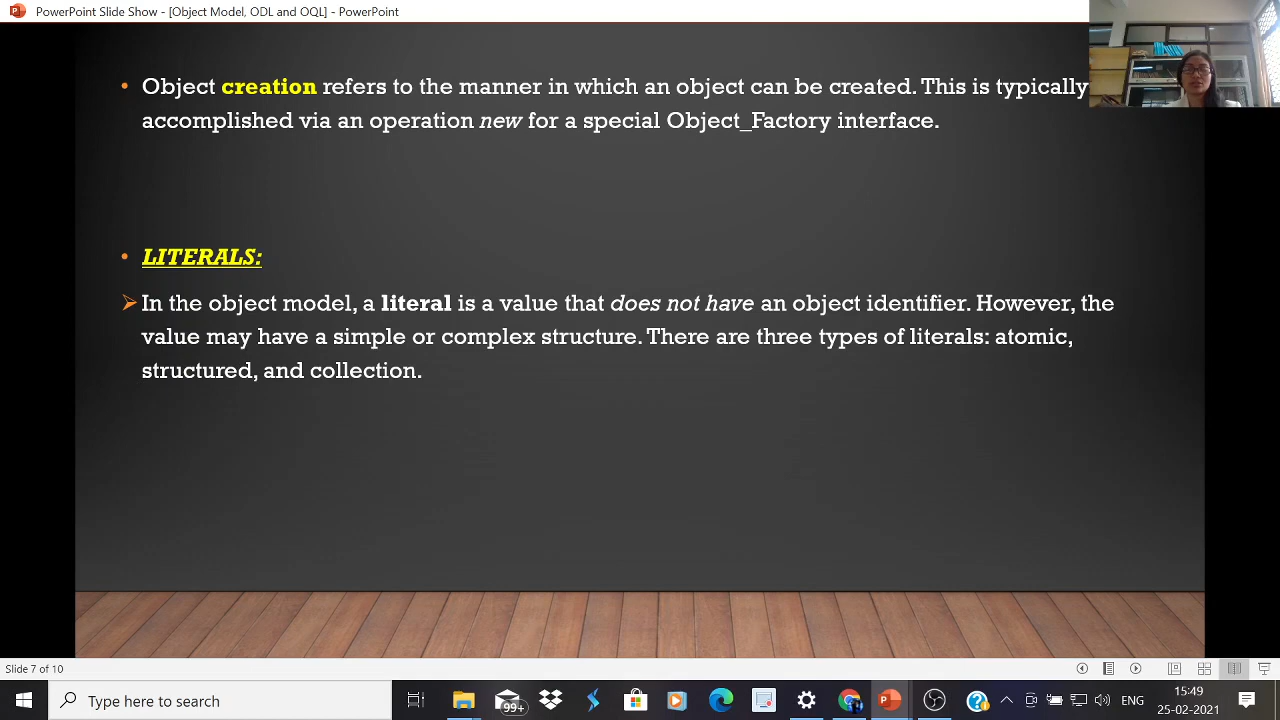 PowerPoint Slide Show - [Object Model, ODL and OQL] - PowerPoint
• Object creation refers to the manner in which an object can be created. This is typically
accomplished via an operation new for a special Object_Factory interface.
• LITERALS:
➢ In the object model, a literal is a value that does not have an object identifier. However, the
value may have a simple or complex structure. There are three types of literals: atomic,
structured, and collection.
Slide 7 of 10
Type here to search
99+
ENG
15:49
25-02-2021